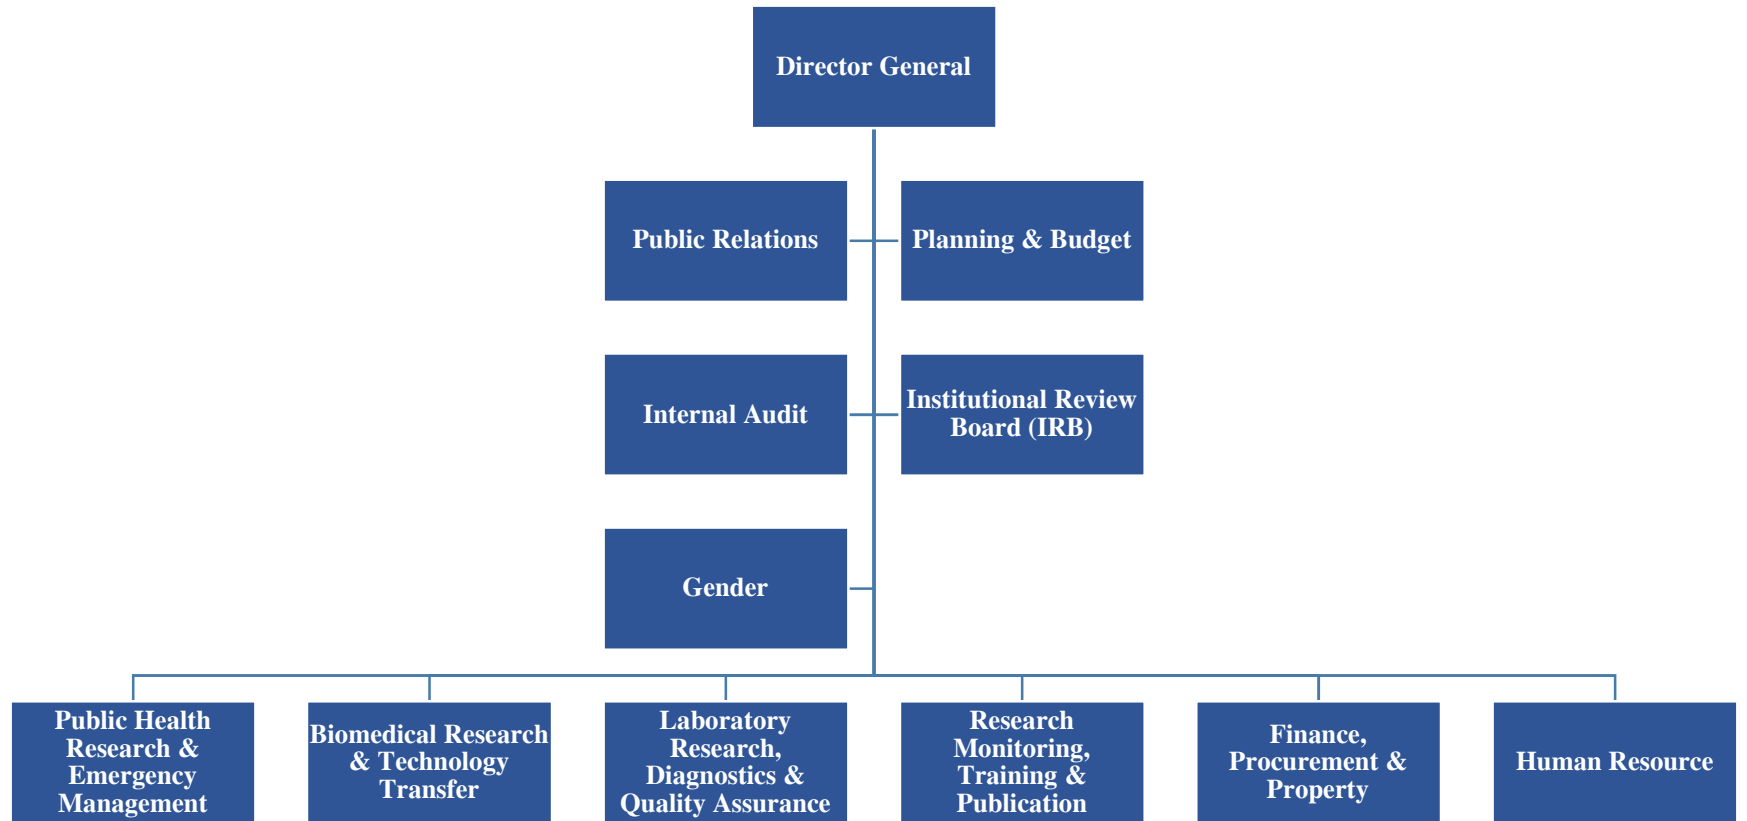 Director General
Public Relations
Planning & Budget
Internal Audit
Institutional Review
Board (IRB)
Gender
Public Health
Research &
Emergency
Management
Biomedical Research
& Technology
Transfer
Laboratory
Research,
Diagnostics &
Quality Assurance
Research
Monitoring,
Training &
Publication
Finance,
Procurement &
Property
Human Resource